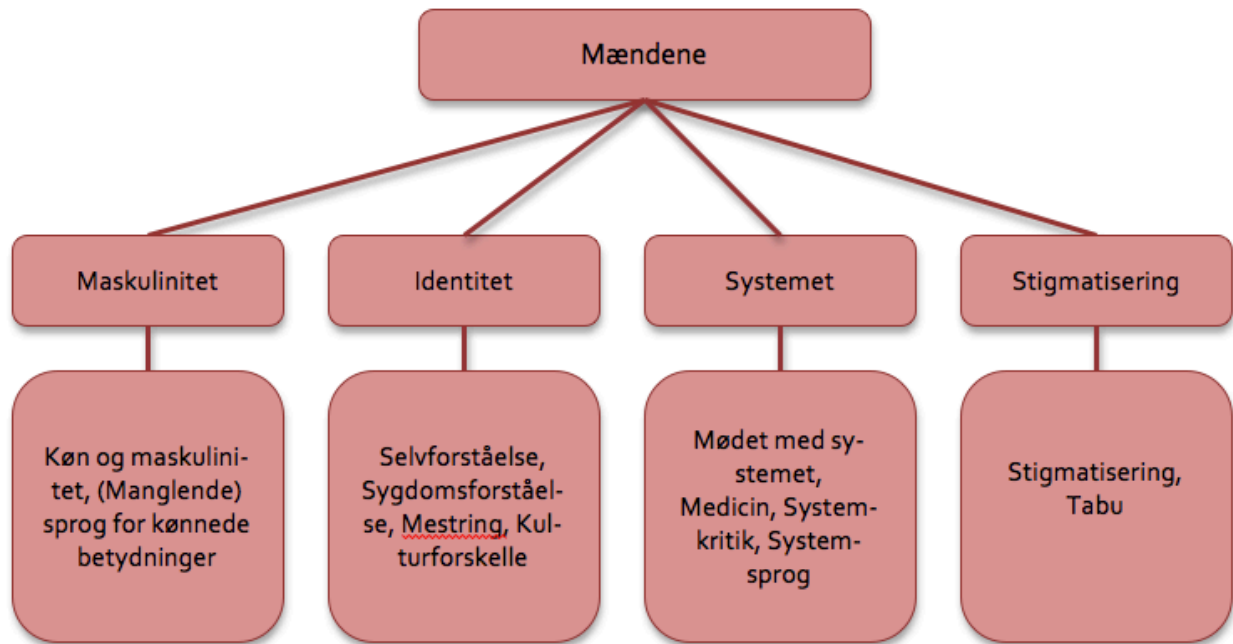 Mændene
Maskulinitet
Identitet
Systemet
Stigmatisering
Køn og maskulini-
tet, (Manglende)
sprog for kønnede
betydninger
Selvforståelse,
Sygdomsforståel-
se, Mestring, Kul-
turforskelle
Mødet med sy-
stemet,
Medicin, System-
kritik, System-
sprog
Stigmatisering,
Tabu